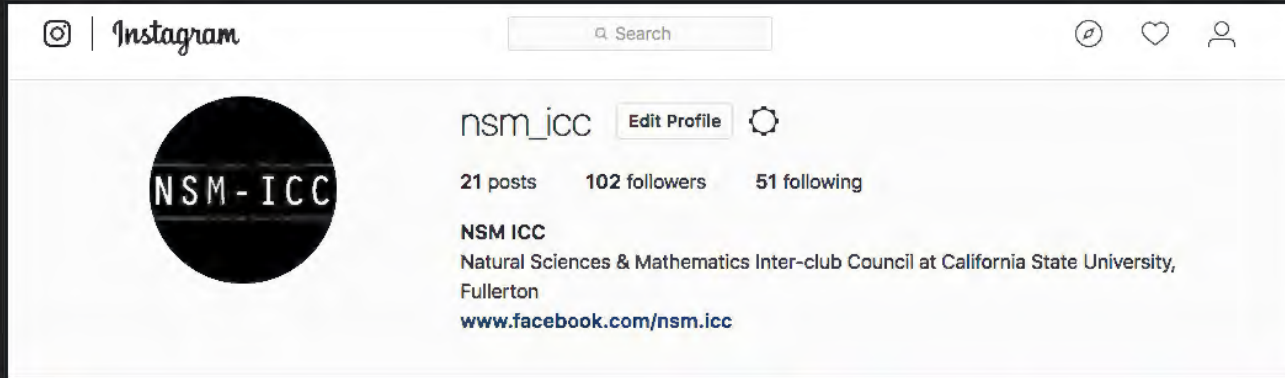 Instagram
Search
NSM-ICC
nsm_icc Edit Profile
21 posts 102 followers 51 following
NSM ICC
Natural Sciences & Mathematics Inter-club Council at California State University,
Fullerton
www.facebook.com/nsm.icc